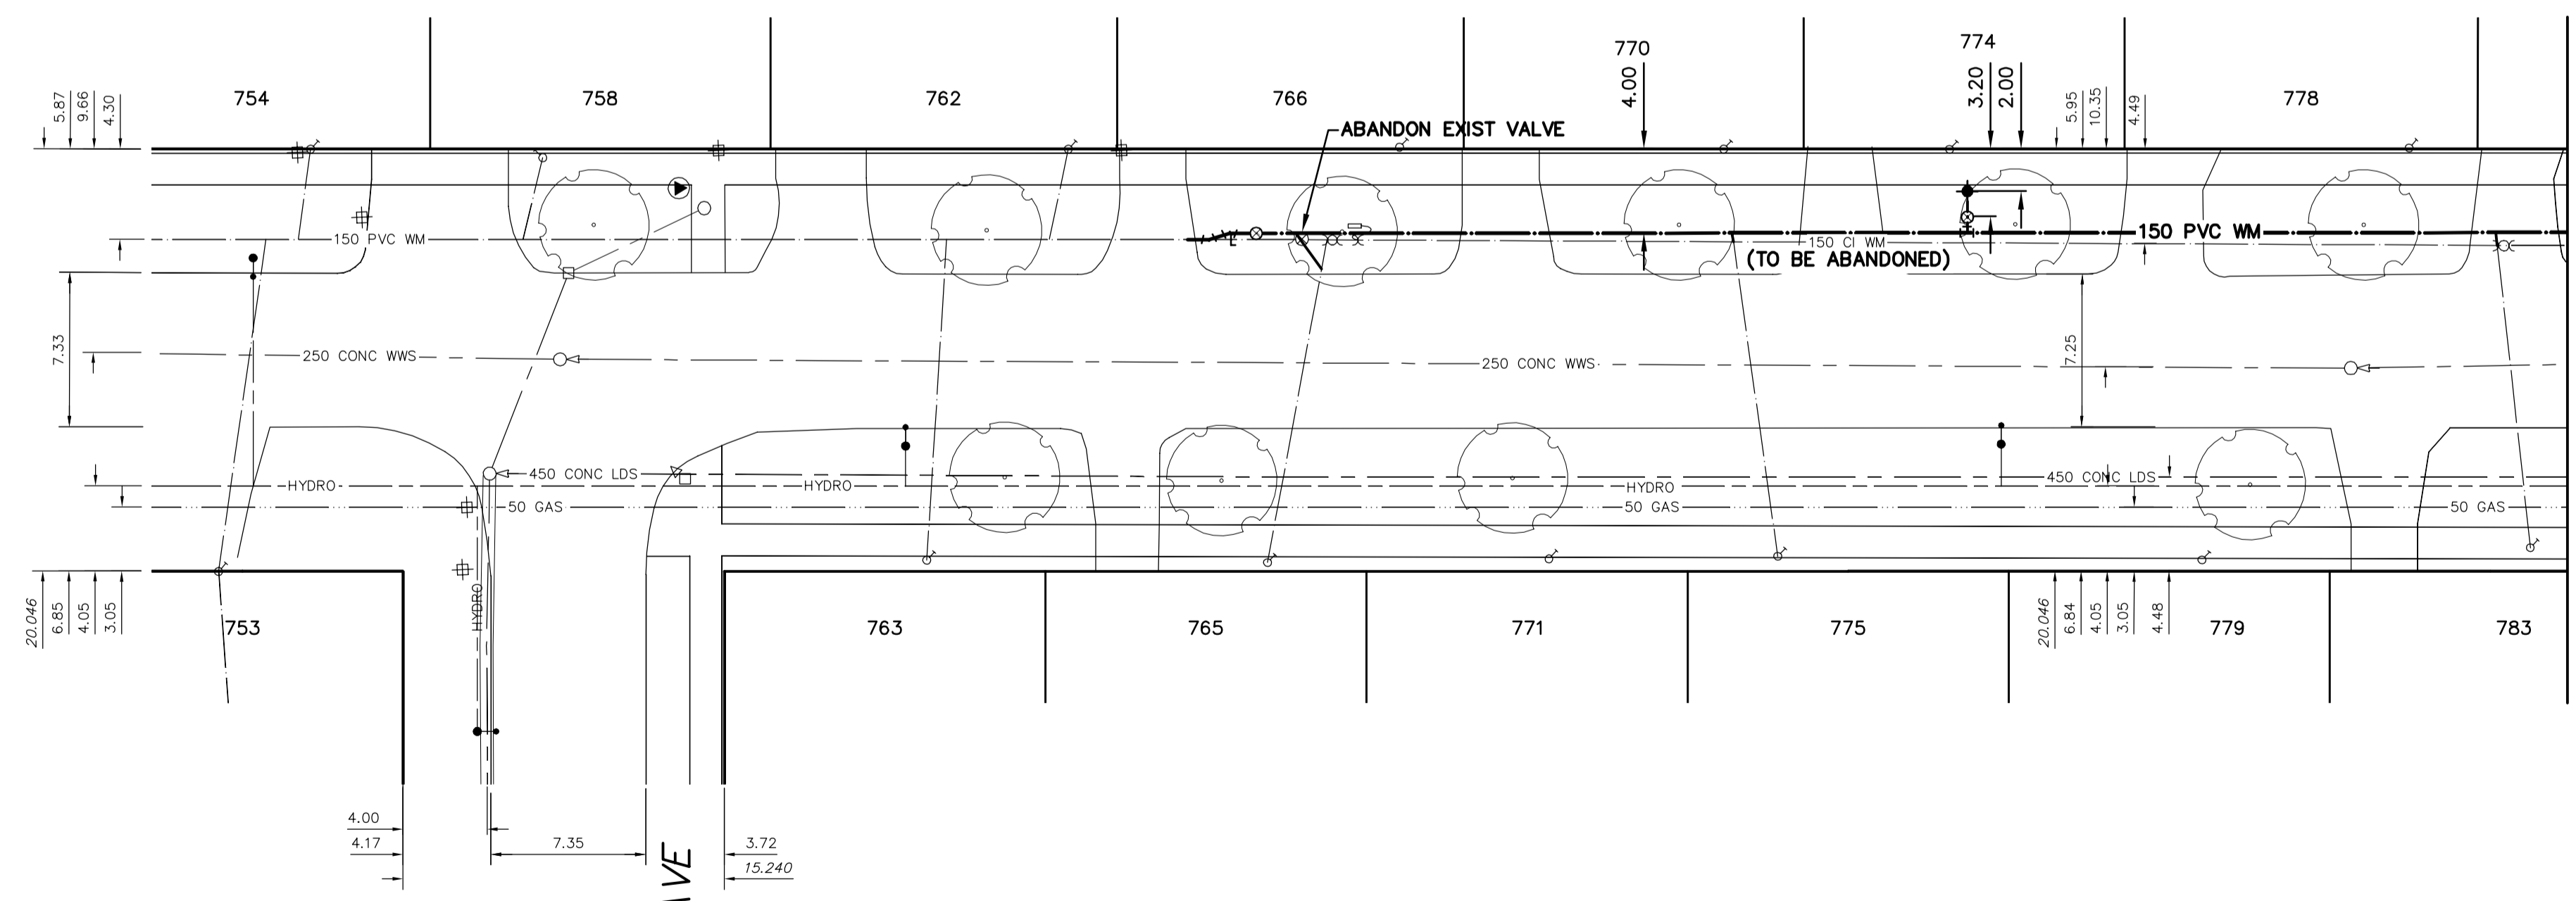 770
774
754
758
762
766
778
5.87
9.66
4.30
4.00
3.20
2.00
5.95
10.35
4.49
ABANDON EXIST VALVE
150 PVC WM
150 CI WM
150 PVC WM
(TO BE ABANDONED)
7.33
250 CONC WWS
250 CONC WWS
7.25
450 CONC LDS
450 CONC LDS
HYDRO
HYDRO
HYDRO
50 GAS
50 GAS
50 GAS
20.046
6.85
4.05
3.05
HYDRO
20.046
6.84
4.05
3.05
4.48
753
763
765
771
775
779
783
4.00
4.17
7.35
3.72
15.240
AVE